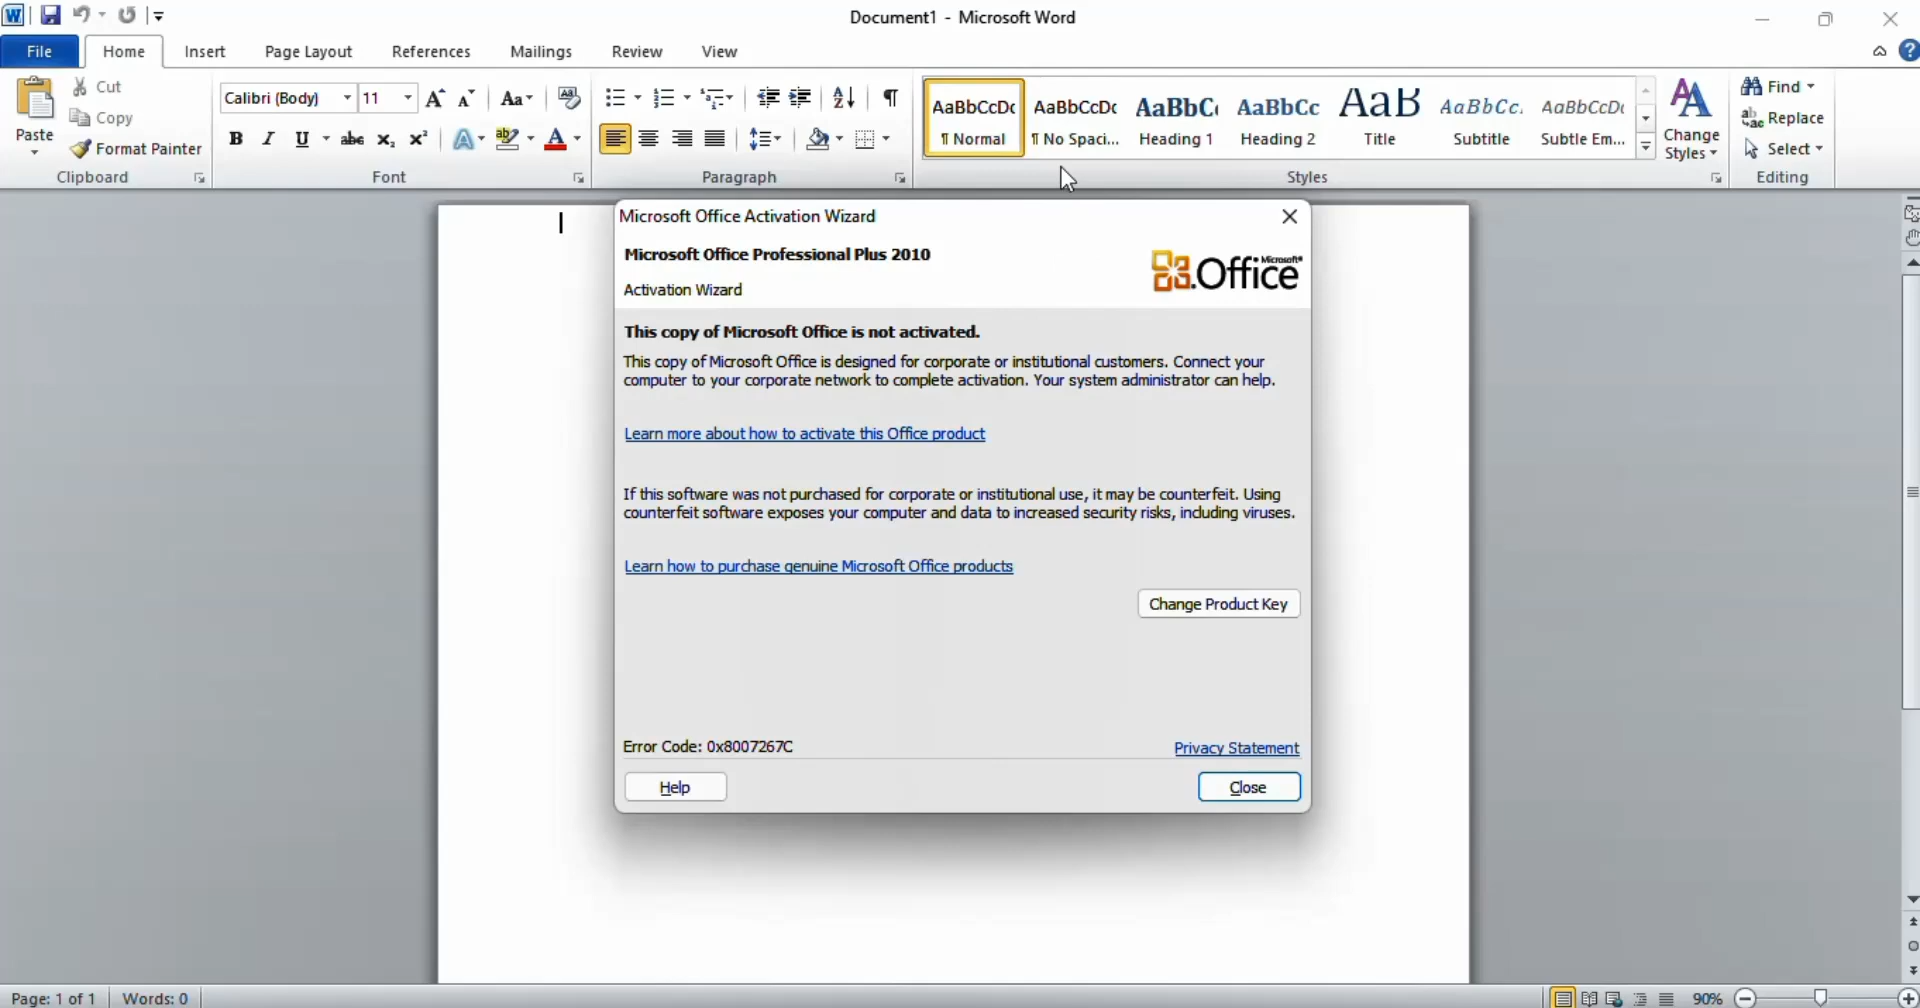 Document1 - Microsoft Word
File Home Insert Page Layout References Mailings Review View
Paste
Cut
Copy
Format Painter
Clipboard
Calibri (Body) 11
Font
Paragraph
AaBbCcDc AaBbCcDc AaBbC AaBbCc AaB AaBbCc. AaBbCcDc
¶ Normal ¶ No Spaci... Heading 1 Heading 2 Title Subtitle Subtle Em...
Styles
Change
Styles
Find
Replace
Select
Editing
Microsoft Office Activation Wizard
Microsoft Office Professional Plus 2010
Activation Wizard
Microsoft®
Office
This copy of Microsoft Office is not activated.
This copy of Microsoft Office is designed for corporate or institutional customers. Connect your
computer to your corporate network to complete activation. Your system administrator can help.
Learn more about how to activate this Office product
If this software was not purchased for corporate or institutional use, it may be counterfeit. Using
counterfeit software exposes your computer and data to increased security risks, including viruses.
Learn how to purchase genuine Microsoft Office products
Change Product Key
Error Code: 0x8007267C
Privacy Statement
Help
Close
Page: 1 of 1 Words: 0
90%